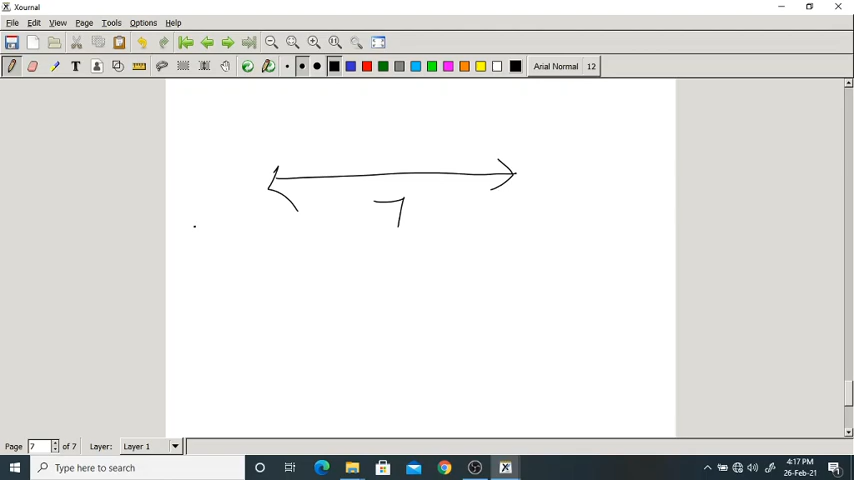 Xournal
File Edit View Page Tools Options Help
T Arial Normal 12
7
Page 7 of 7 Layer: Layer 1
Type here to search
4:17 PM
26-Feb-21
1